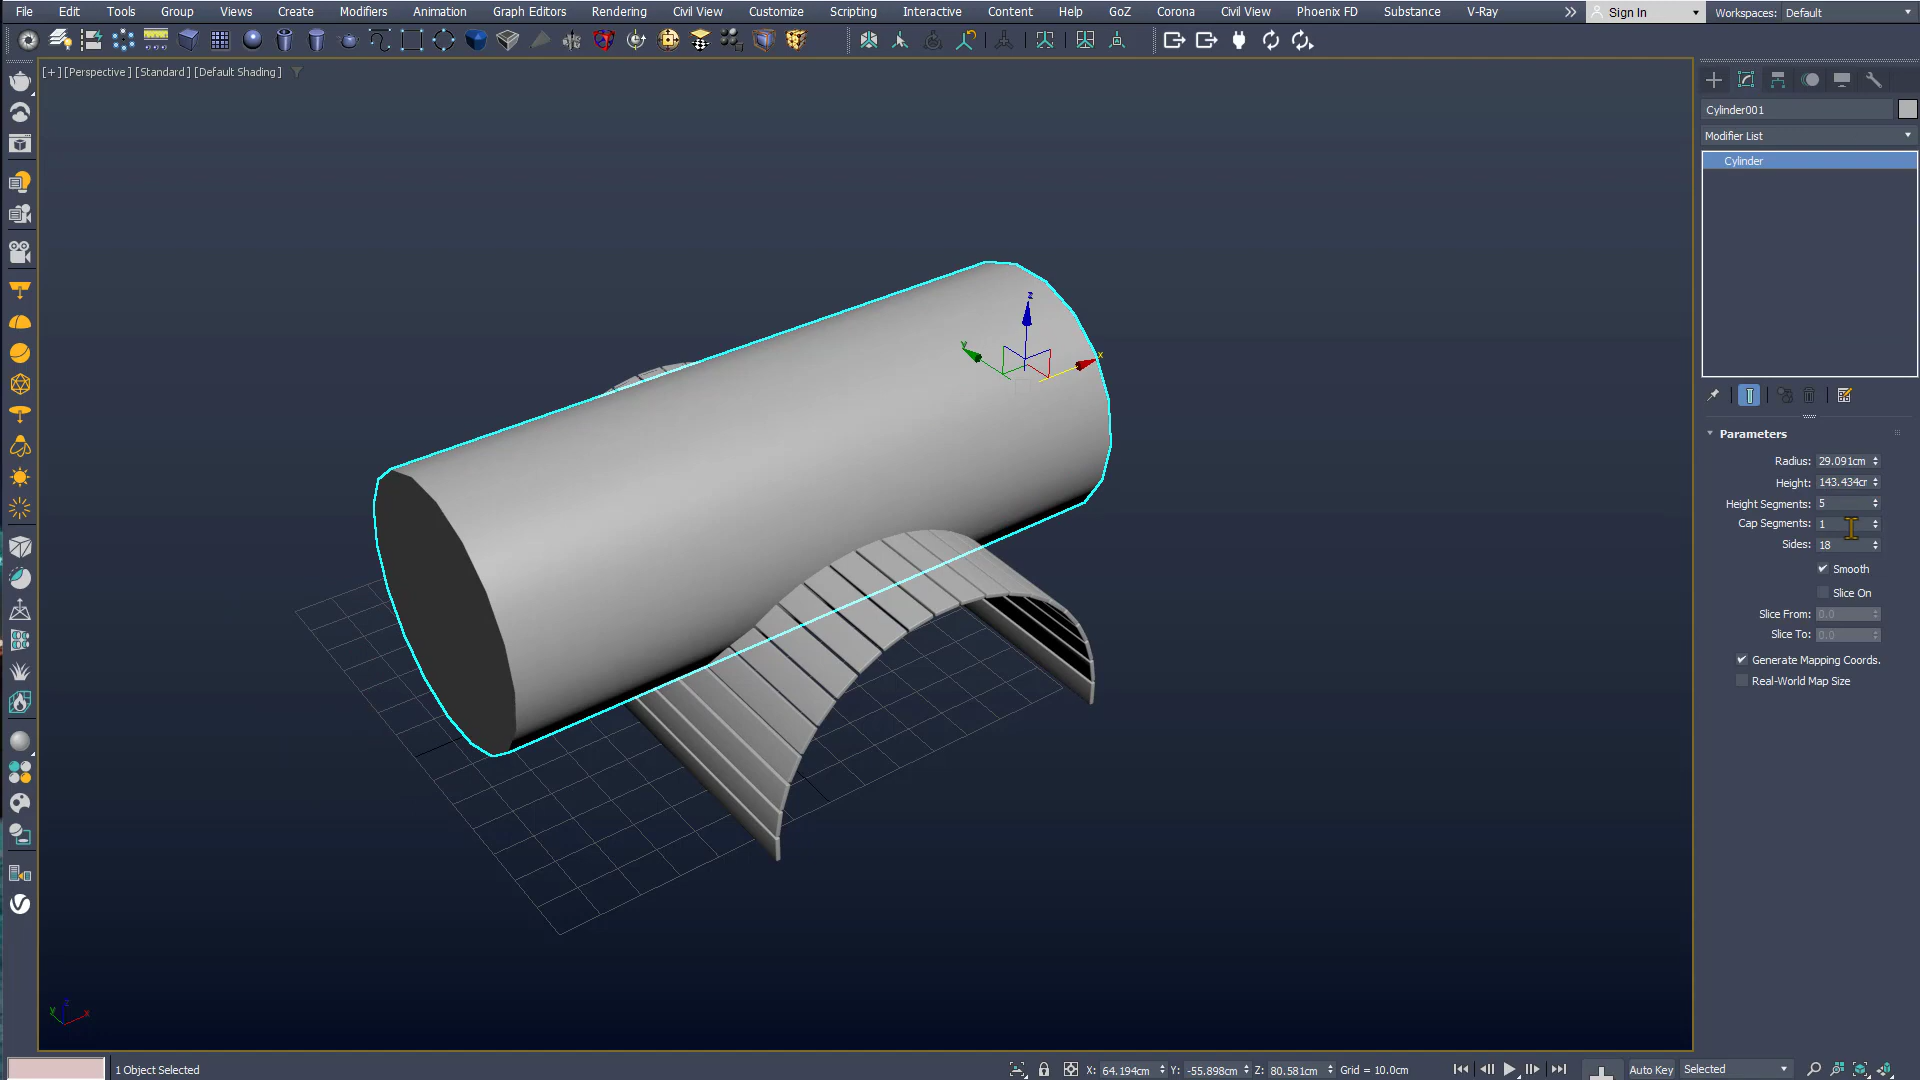 File Edit Tools Group Views Create Modifiers Animation Graph Editors Rendering Civil View Customize Scripting Interactive Content Help GoZ Corona Civil View Phoenix FD Substance V-Ray Sign In Workspaces: Default
[+] [Perspective ] [Standard ] [Default Shading ]
Cylinder001
Modifier List
Cylinder
Parameters
Radius: 29.091cm
Height: 143.434cr
Height Segments: 5
Cap Segments: 1
Sides: 18
Smooth
Slice On
Slice From: 0.0
Slice To: 0.0
Generate Mapping Coords.
Real-World Map Size
z
y
x
z
y
x
1 Object Selected X: 64.194cm Y: -55.898cm Z: 80.581cm Grid = 10.0cm Auto Key Selected